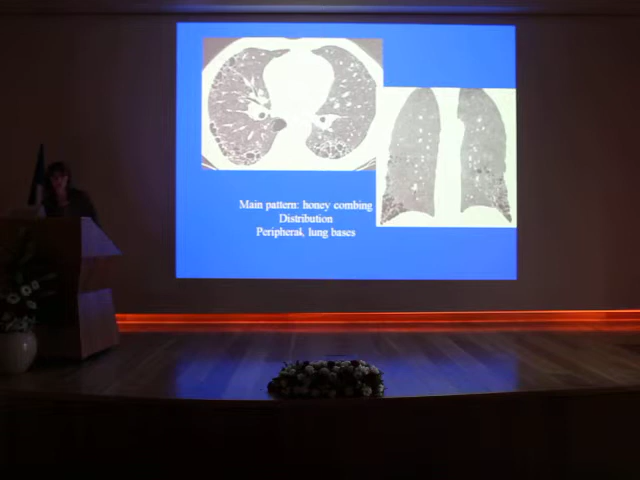 Main pattern: honey combing
Distribution
Peripheral, lung bases